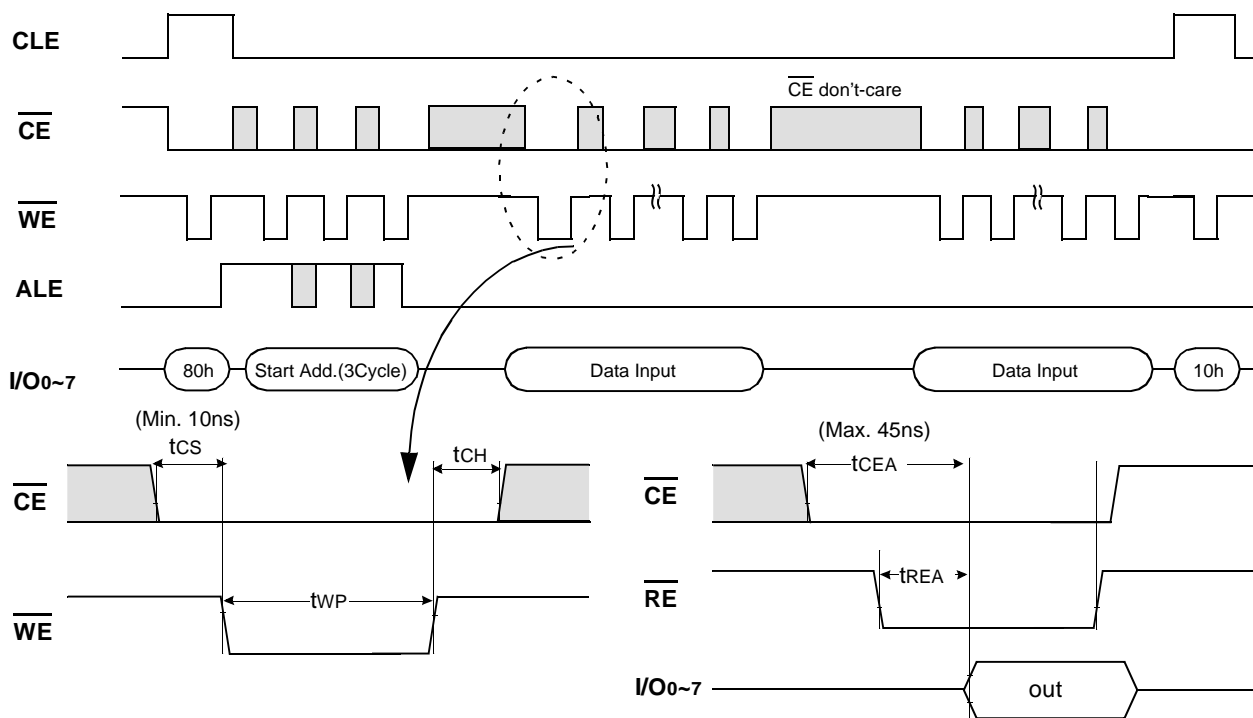 CLE
CE don't-care
CE
WE
ALE
I/O0~7
80h
Start Add.(3Cycle)
Data Input
Data Input
10h
(Min. 10ns)
tCS
tCH
CE
tWP
WE
(Max. 45ns)
tCEA
CE
tREA
RE
I/O0~7
out